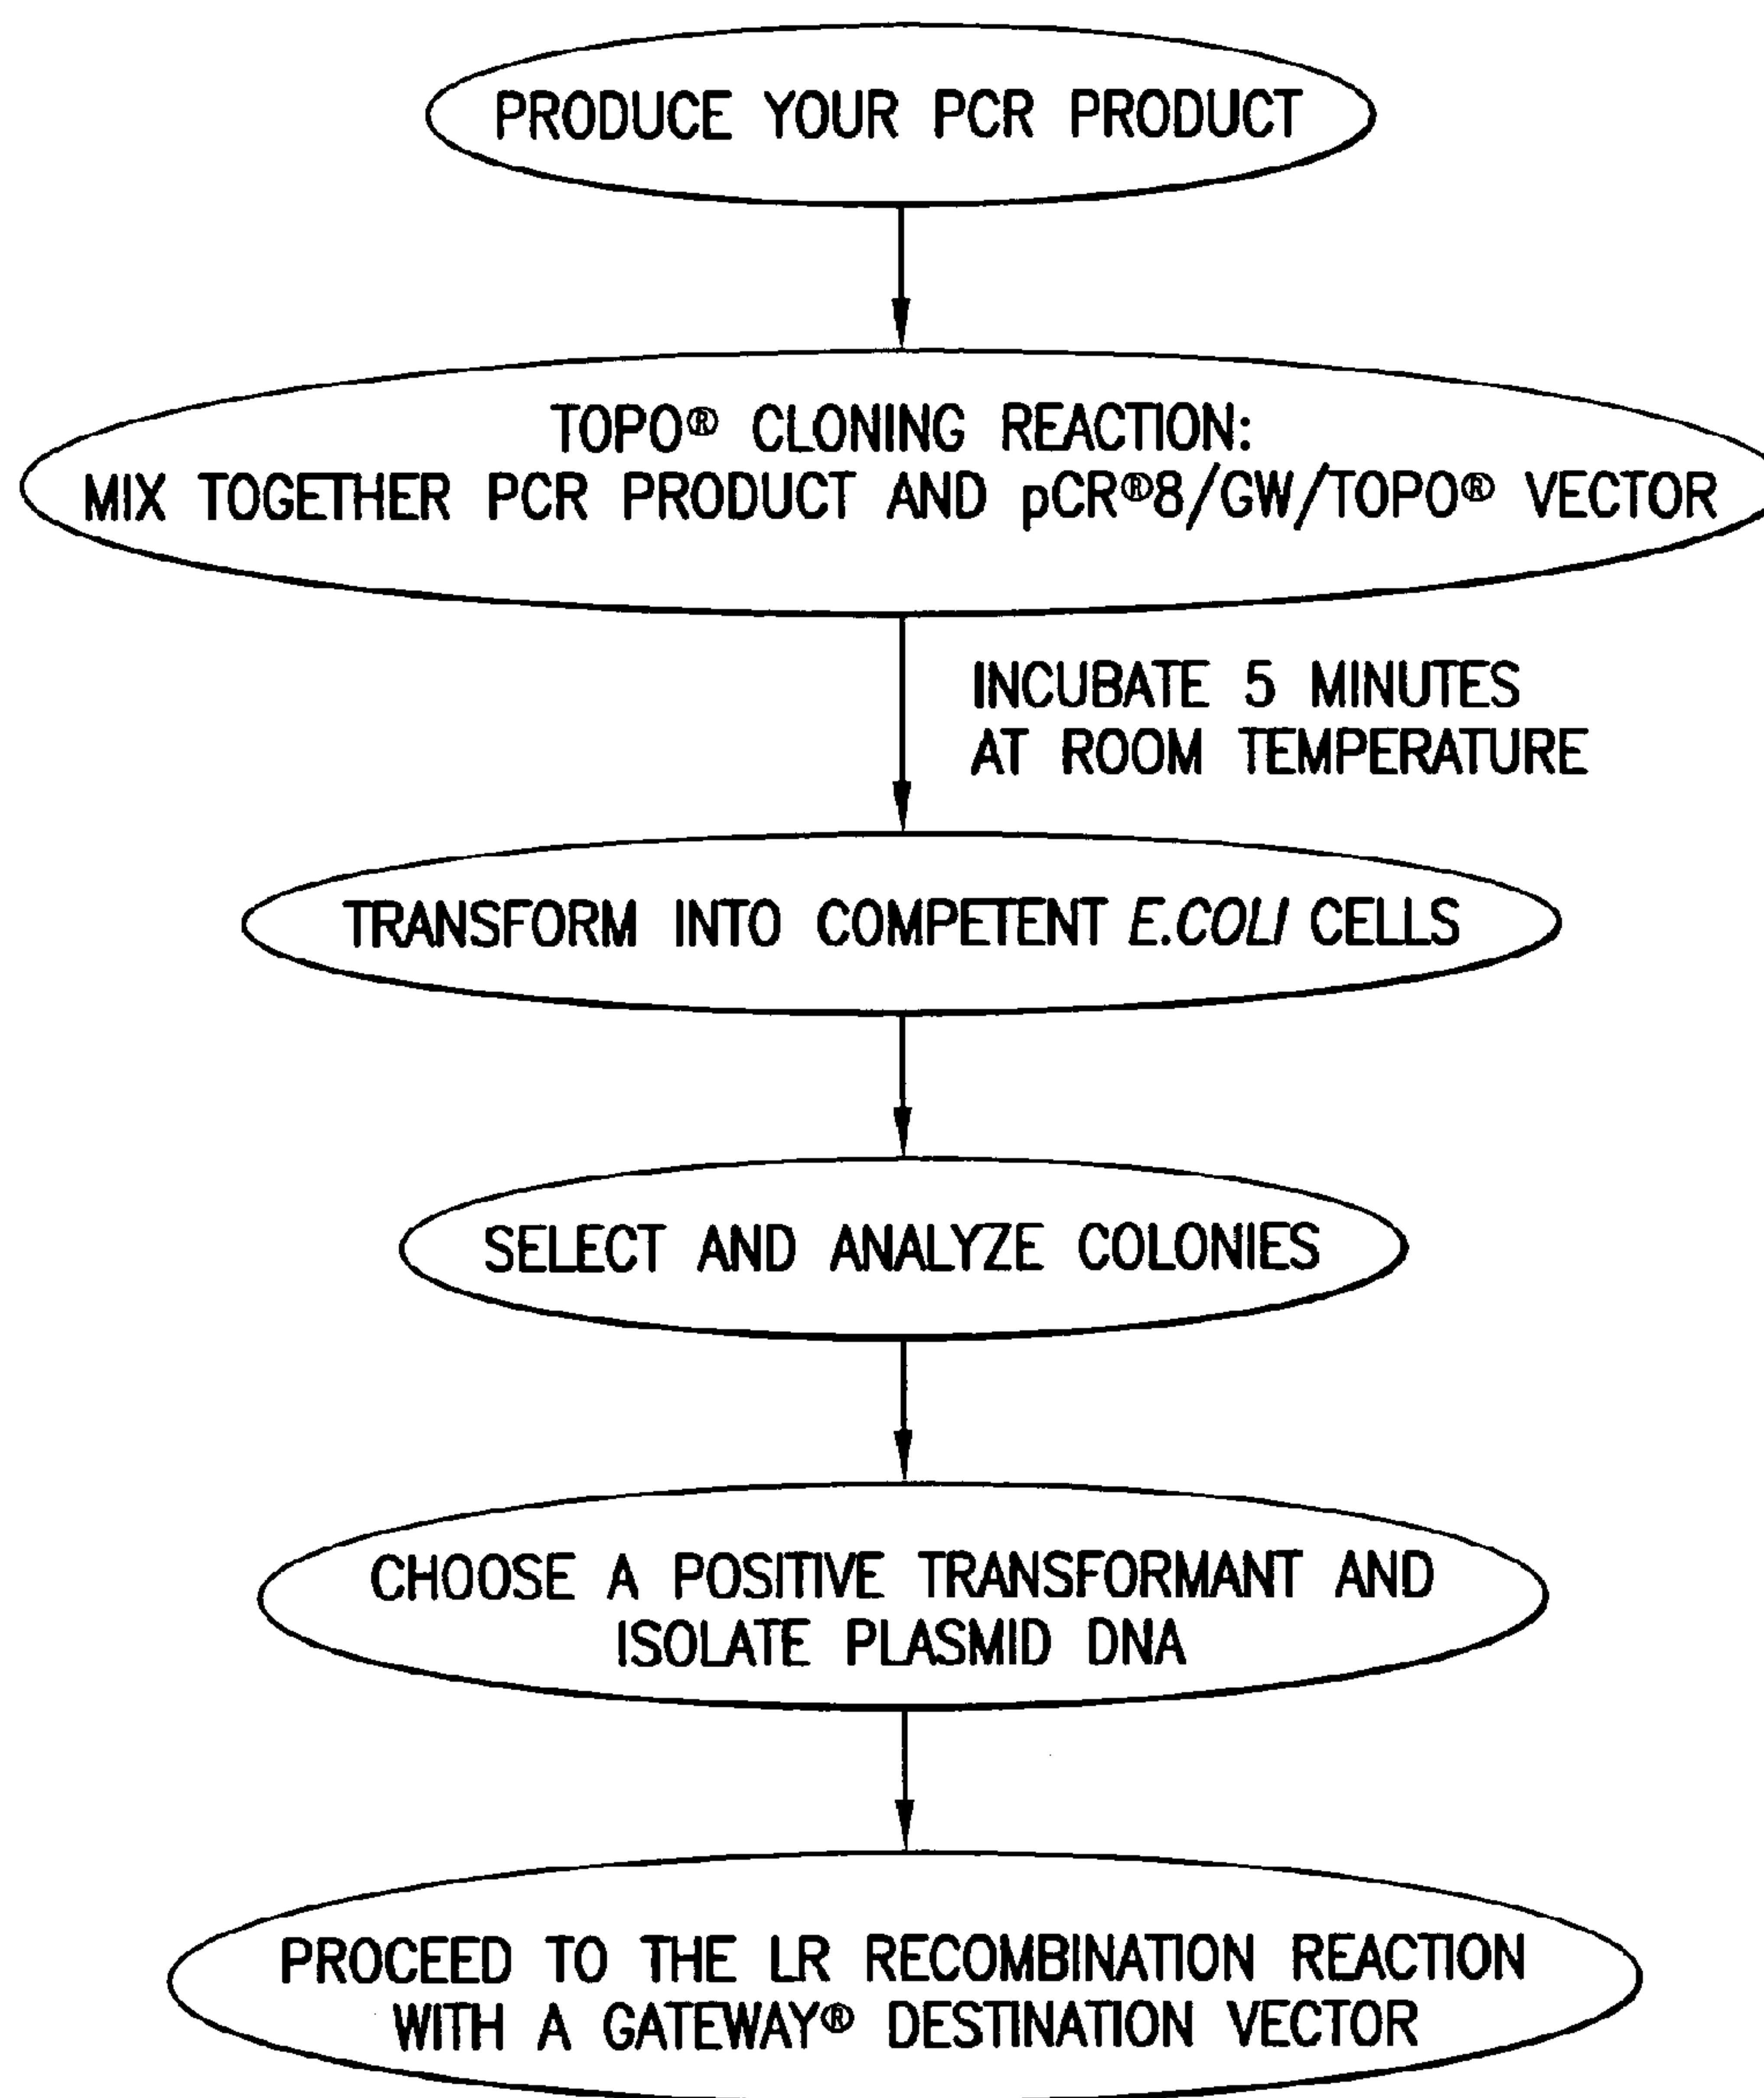 PRODUCE YOUR PCR PRODUCT
TOPO® CLONING REACTION:
MIX TOGETHER PCR PRODUCT AND pCR®8/GW/TOPO® VECTOR
INCUBATE 5 MINUTES
AT ROOM TEMPERATURE
TRANSFORM INTO COMPETENT E.COLI CELLS
SELECT AND ANALYZE COLONIES
CHOOSE A POSITIVE TRANSFORMANT AND
ISOLATE PLASMID DNA
PROCEED TO THE LR RECOMBINATION REACTION
WITH A GATEWAY® DESTINATION VECTOR